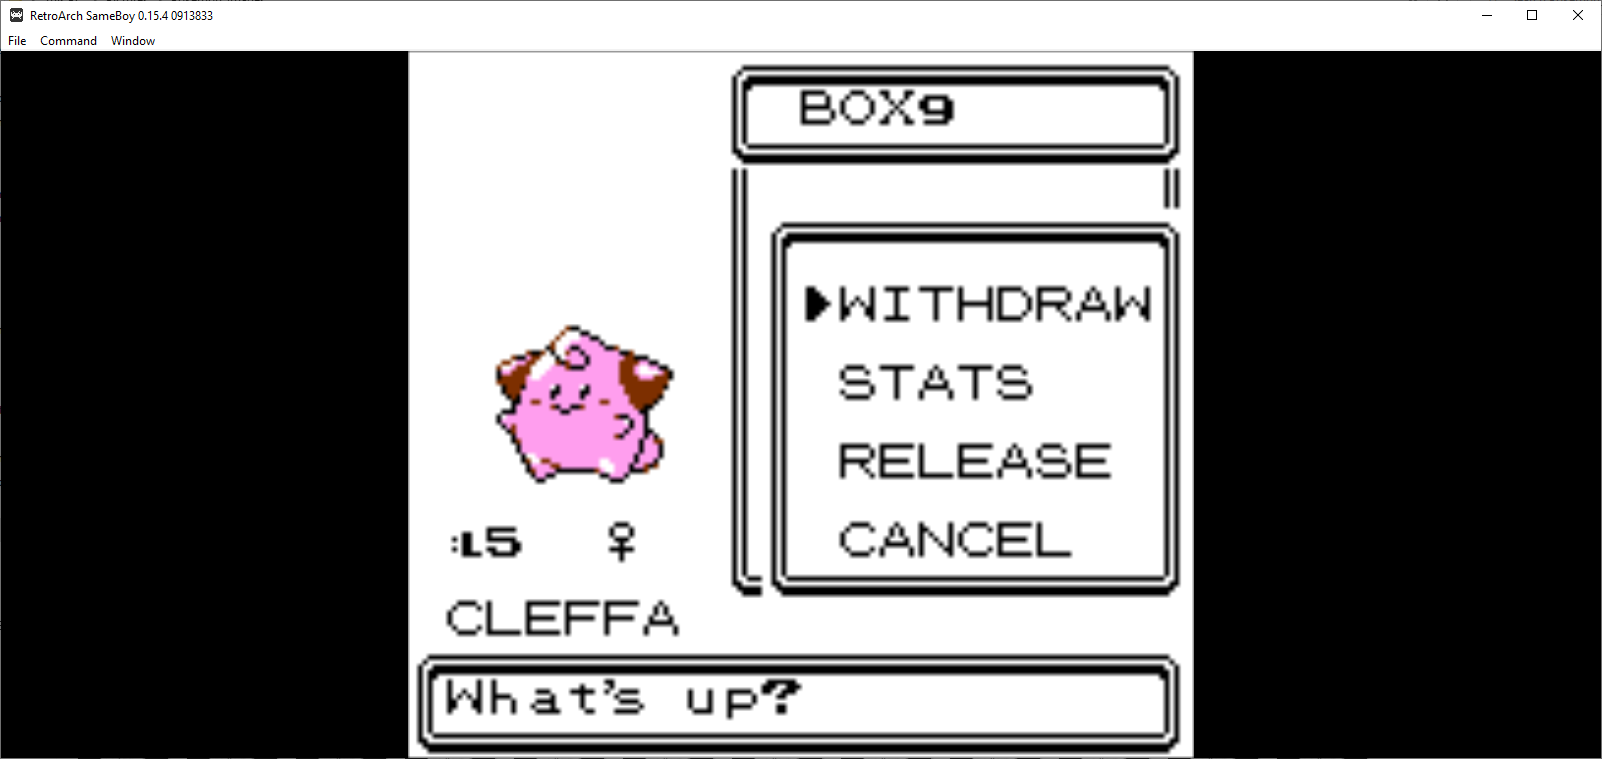 RetroArch SameBoy 0.15.4 0913833
File Command Window
BOX9
▶WITHDRAW
STATS
RELEASE
CANCEL
:L5 ♀
CLEFFA
What's up?